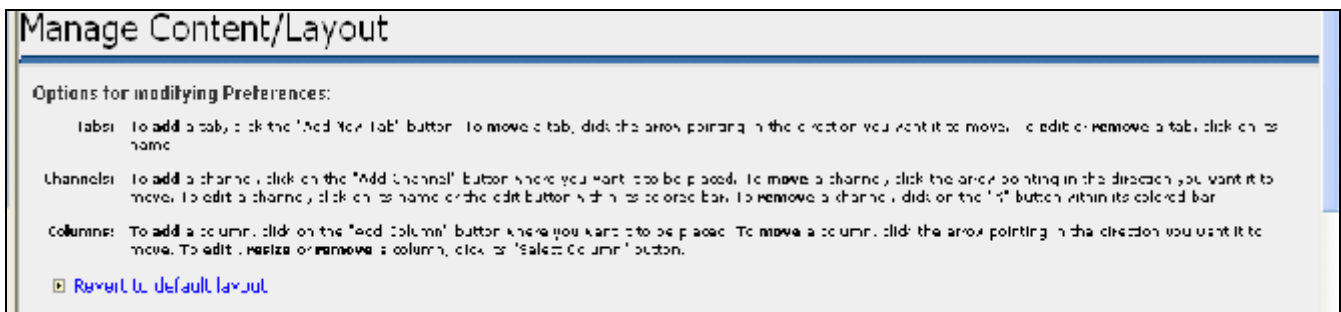 Manage Content/Layout
Options for modifying Preferences:
Tabs: To add a tab, click the "Add New Tab" button. To move a tab, click the arrow pointing in the direction you want it to move. To edit or remove a tab, click on its
name
Channels: To add a channel, click on the "Add Channel" button where you want it to be placed. To move a channel, click the arrow pointing in the direction you want it to
move. To edit a channel, click on its name or the edit button within its colored bar. To remove a channel, click on the "X" button within its colored bar
Columns: To add a column, click on the "Add Column" button where you want it to be placed. To move a column, click the arrow pointing in the direction you want it to
move. To edit, resize or remove a column, click its "Select Column" button.
Revert to default layout